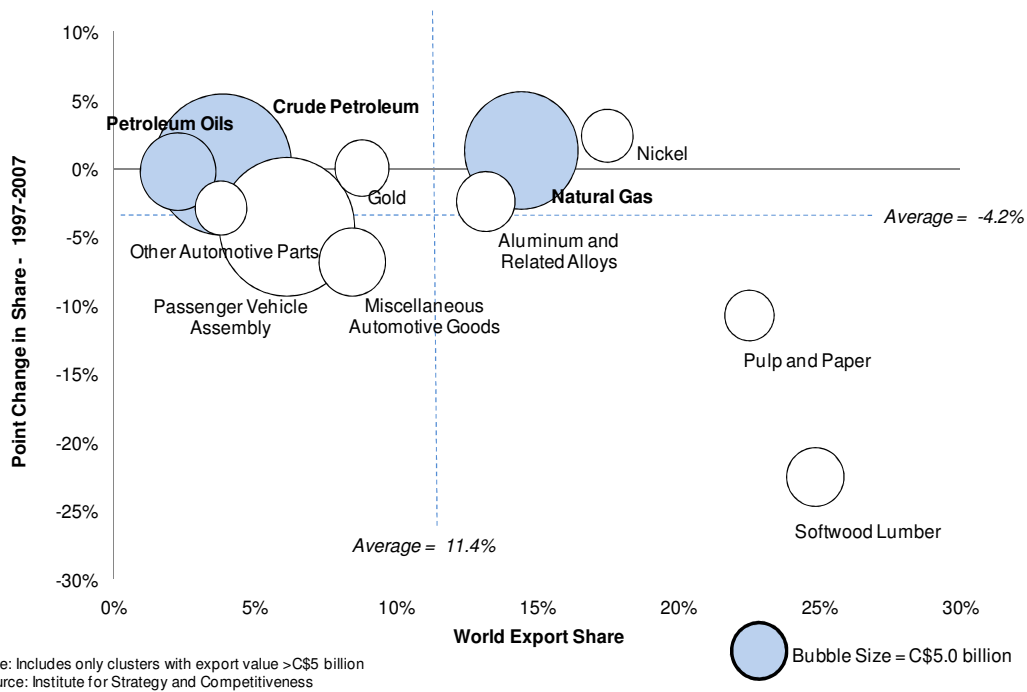 10%
5%
0%
-5%
-10%
-15%
-20%
-25%
-30%
Point Change in Share - 1997-2007
Petroleum Oils
Crude Petroleum
Gold
Nickel
Natural Gas
Average = -4.2%
Other Automotive Parts
Aluminum and
Related Alloys
Passenger Vehicle
Assembly
Miscellaneous
Automotive Goods
Pulp and Paper
Softwood Lumber
Average = 11.4%
0%
5%
10%
15%
20%
25%
30%
World Export Share
Bubble Size = C$5.0 billion
e: Includes only clusters with export value >C$5 billion
urce: Institute for Strategy and Competitiveness